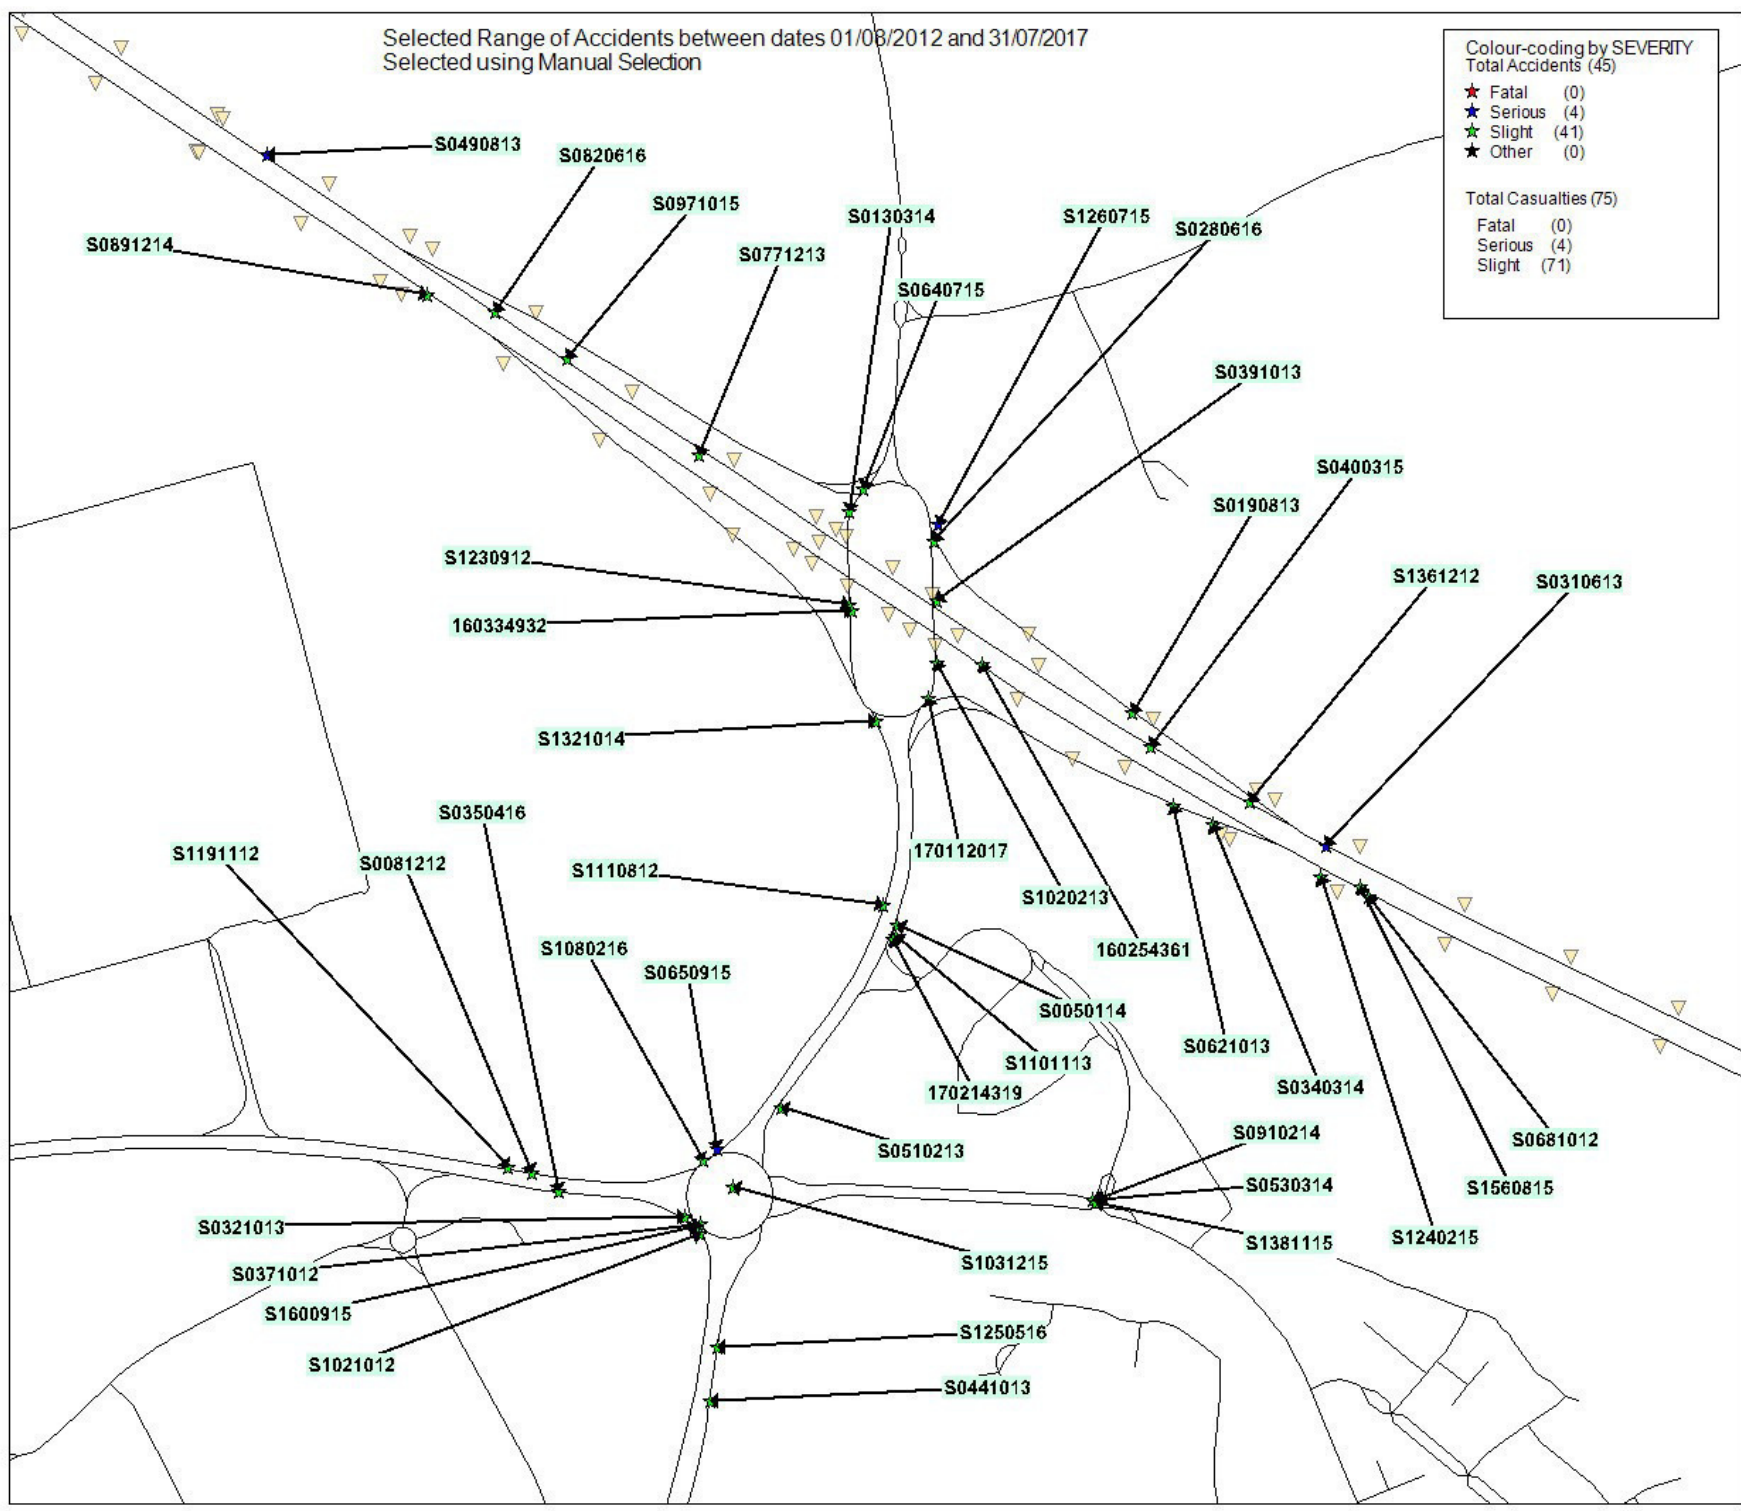 Selected Range of Accidents between dates 01/08/2012 and 31/07/2017
Selected using Manual Selection
Colour-coding by SEVERITY
Total Accidents (45)
Fatal (0)
Serious (4)
Slight (41)
Other (0)
Total Casualties (75)
Fatal (0)
Serious (4)
Slight (71)
S0490813
S0820616
S0971015
S0130314
S1260715
S0280616
S0891214
S0771213
S0640715
S0391013
S0400315
S0190813
S1230912
S1361212
S0310613
160334932
S1321014
S0350416
S1191112
S0081212
S1110812
170112017
S1020213
160254361
S1080216
S0650915
S0050114
S0621013
S1101113
S0340314
170214319
S0510213
S0910214
S0681012
S0530314
S1560815
S0321013
S1381115
S1240215
S0371012
S1031215
S1600915
S1250516
S1021012
S0441013